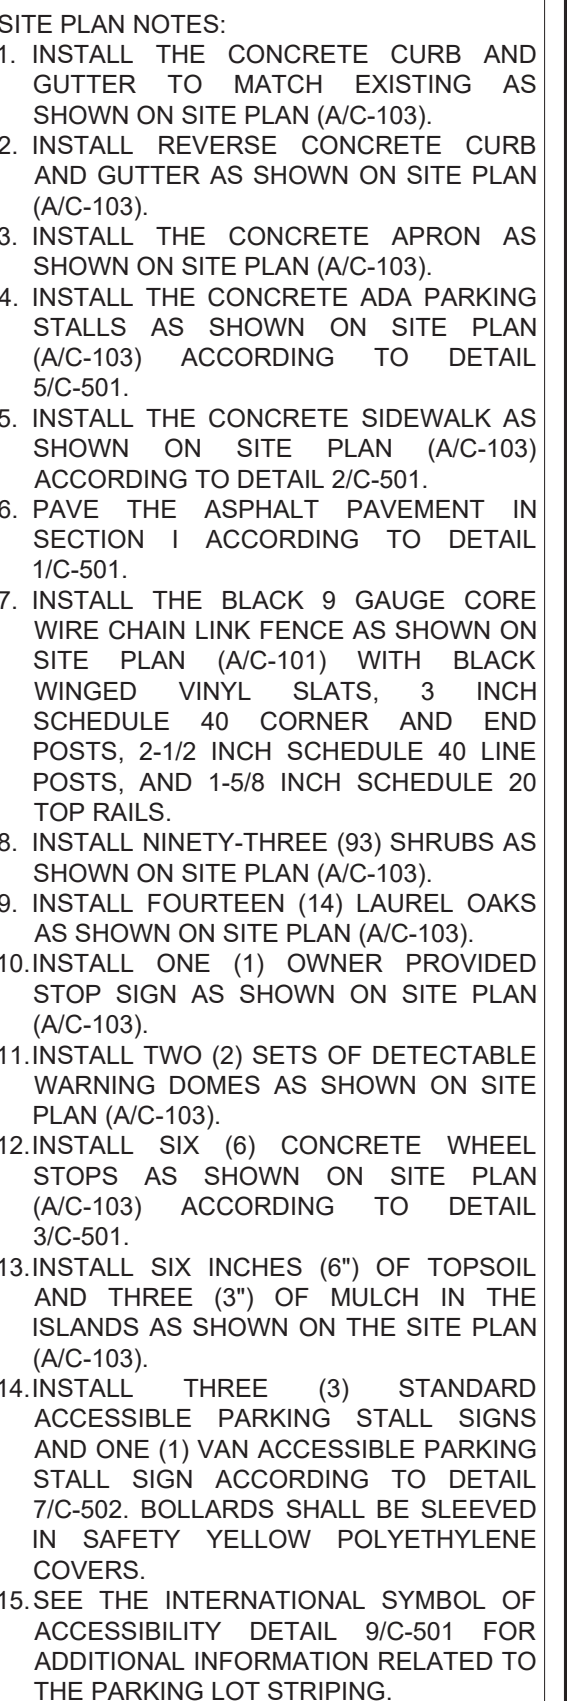 SITE PLAN NOTES:
1. INSTALL THE CONCRETE CURB AND
GUTTER TO MATCH EXISTING AS
SHOWN ON SITE PLAN (A/C-103).
2. INSTALL REVERSE CONCRETE CURB
AND GUTTER AS SHOWN ON SITE PLAN
(A/C-103).
3. INSTALL THE CONCRETE APRON AS
SHOWN ON SITE PLAN (A/C-103).
4. INSTALL THE CONCRETE ADA PARKING
STALLS AS SHOWN ON SITE PLAN
(A/C-103) ACCORDING TO DETAIL
5/C-501.
5. INSTALL THE CONCRETE SIDEWALK AS
SHOWN ON SITE PLAN (A/C-103)
ACCORDING TO DETAIL 2/C-501.
6. PAVE THE ASPHALT PAVEMENT IN
SECTION I ACCORDING TO DETAIL
1/C-501.
7. INSTALL THE BLACK 9 GAUGE CORE
WIRE CHAIN LINK FENCE AS SHOWN ON
SITE PLAN (A/C-101) WITH BLACK
WINGED VINYL SLATS, 3 INCH
SCHEDULE 40 CORNER AND END
POSTS, 2-1/2 INCH SCHEDULE 40 LINE
POSTS, AND 1-5/8 INCH SCHEDULE 20
TOP RAILS.
8. INSTALL NINETY-THREE (93) SHRUBS AS
SHOWN ON SITE PLAN (A/C-103).
9. INSTALL FOURTEEN (14) LAUREL OAKS
AS SHOWN ON SITE PLAN (A/C-103).
10. INSTALL ONE (1) OWNER PROVIDED
STOP SIGN AS SHOWN ON SITE PLAN
(A/C-103).
11. INSTALL TWO (2) SETS OF DETECTABLE
WARNING DOMES AS SHOWN ON SITE
PLAN (A/C-103).
12. INSTALL SIX (6) CONCRETE WHEEL
STOPS AS SHOWN ON SITE PLAN
(A/C-103) ACCORDING TO DETAIL
3/C-501.
13. INSTALL SIX INCHES (6") OF TOPSOIL
AND THREE (3") OF MULCH IN THE
ISLANDS AS SHOWN ON THE SITE PLAN
(A/C-103).
14. INSTALL THREE (3) STANDARD
ACCESSIBLE PARKING STALL SIGNS
AND ONE (1) VAN ACCESSIBLE PARKING
STALL SIGN ACCORDING TO DETAIL
7/C-502. BOLLARDS SHALL BE SLEEVED
IN SAFETY YELLOW POLYETHYLENE
COVERS.
15. SEE THE INTERNATIONAL SYMBOL OF
ACCESSIBILITY DETAIL 9/C-501 FOR
ADDITIONAL INFORMATION RELATED TO
THE PARKING LOT STRIPING.